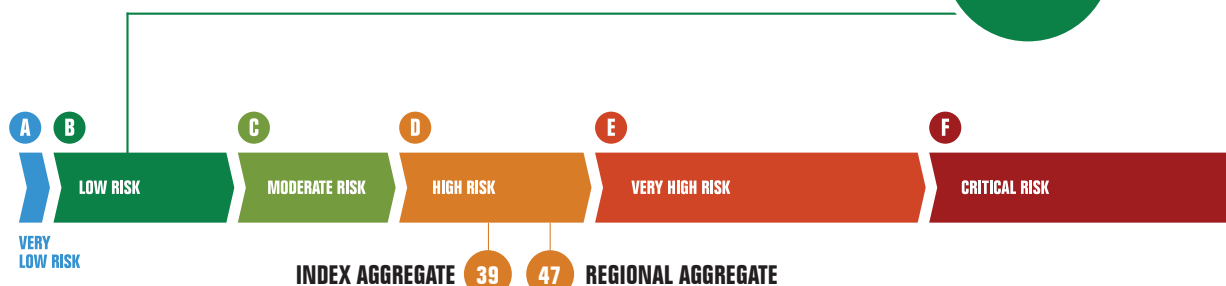 A B C D E F
LOW RISK MODERATE RISK HIGH RISK VERY HIGH RISK CRITICAL RISK
VERY
LOW RISK
INDEX AGGREGATE 39 47 REGIONAL AGGREGATE